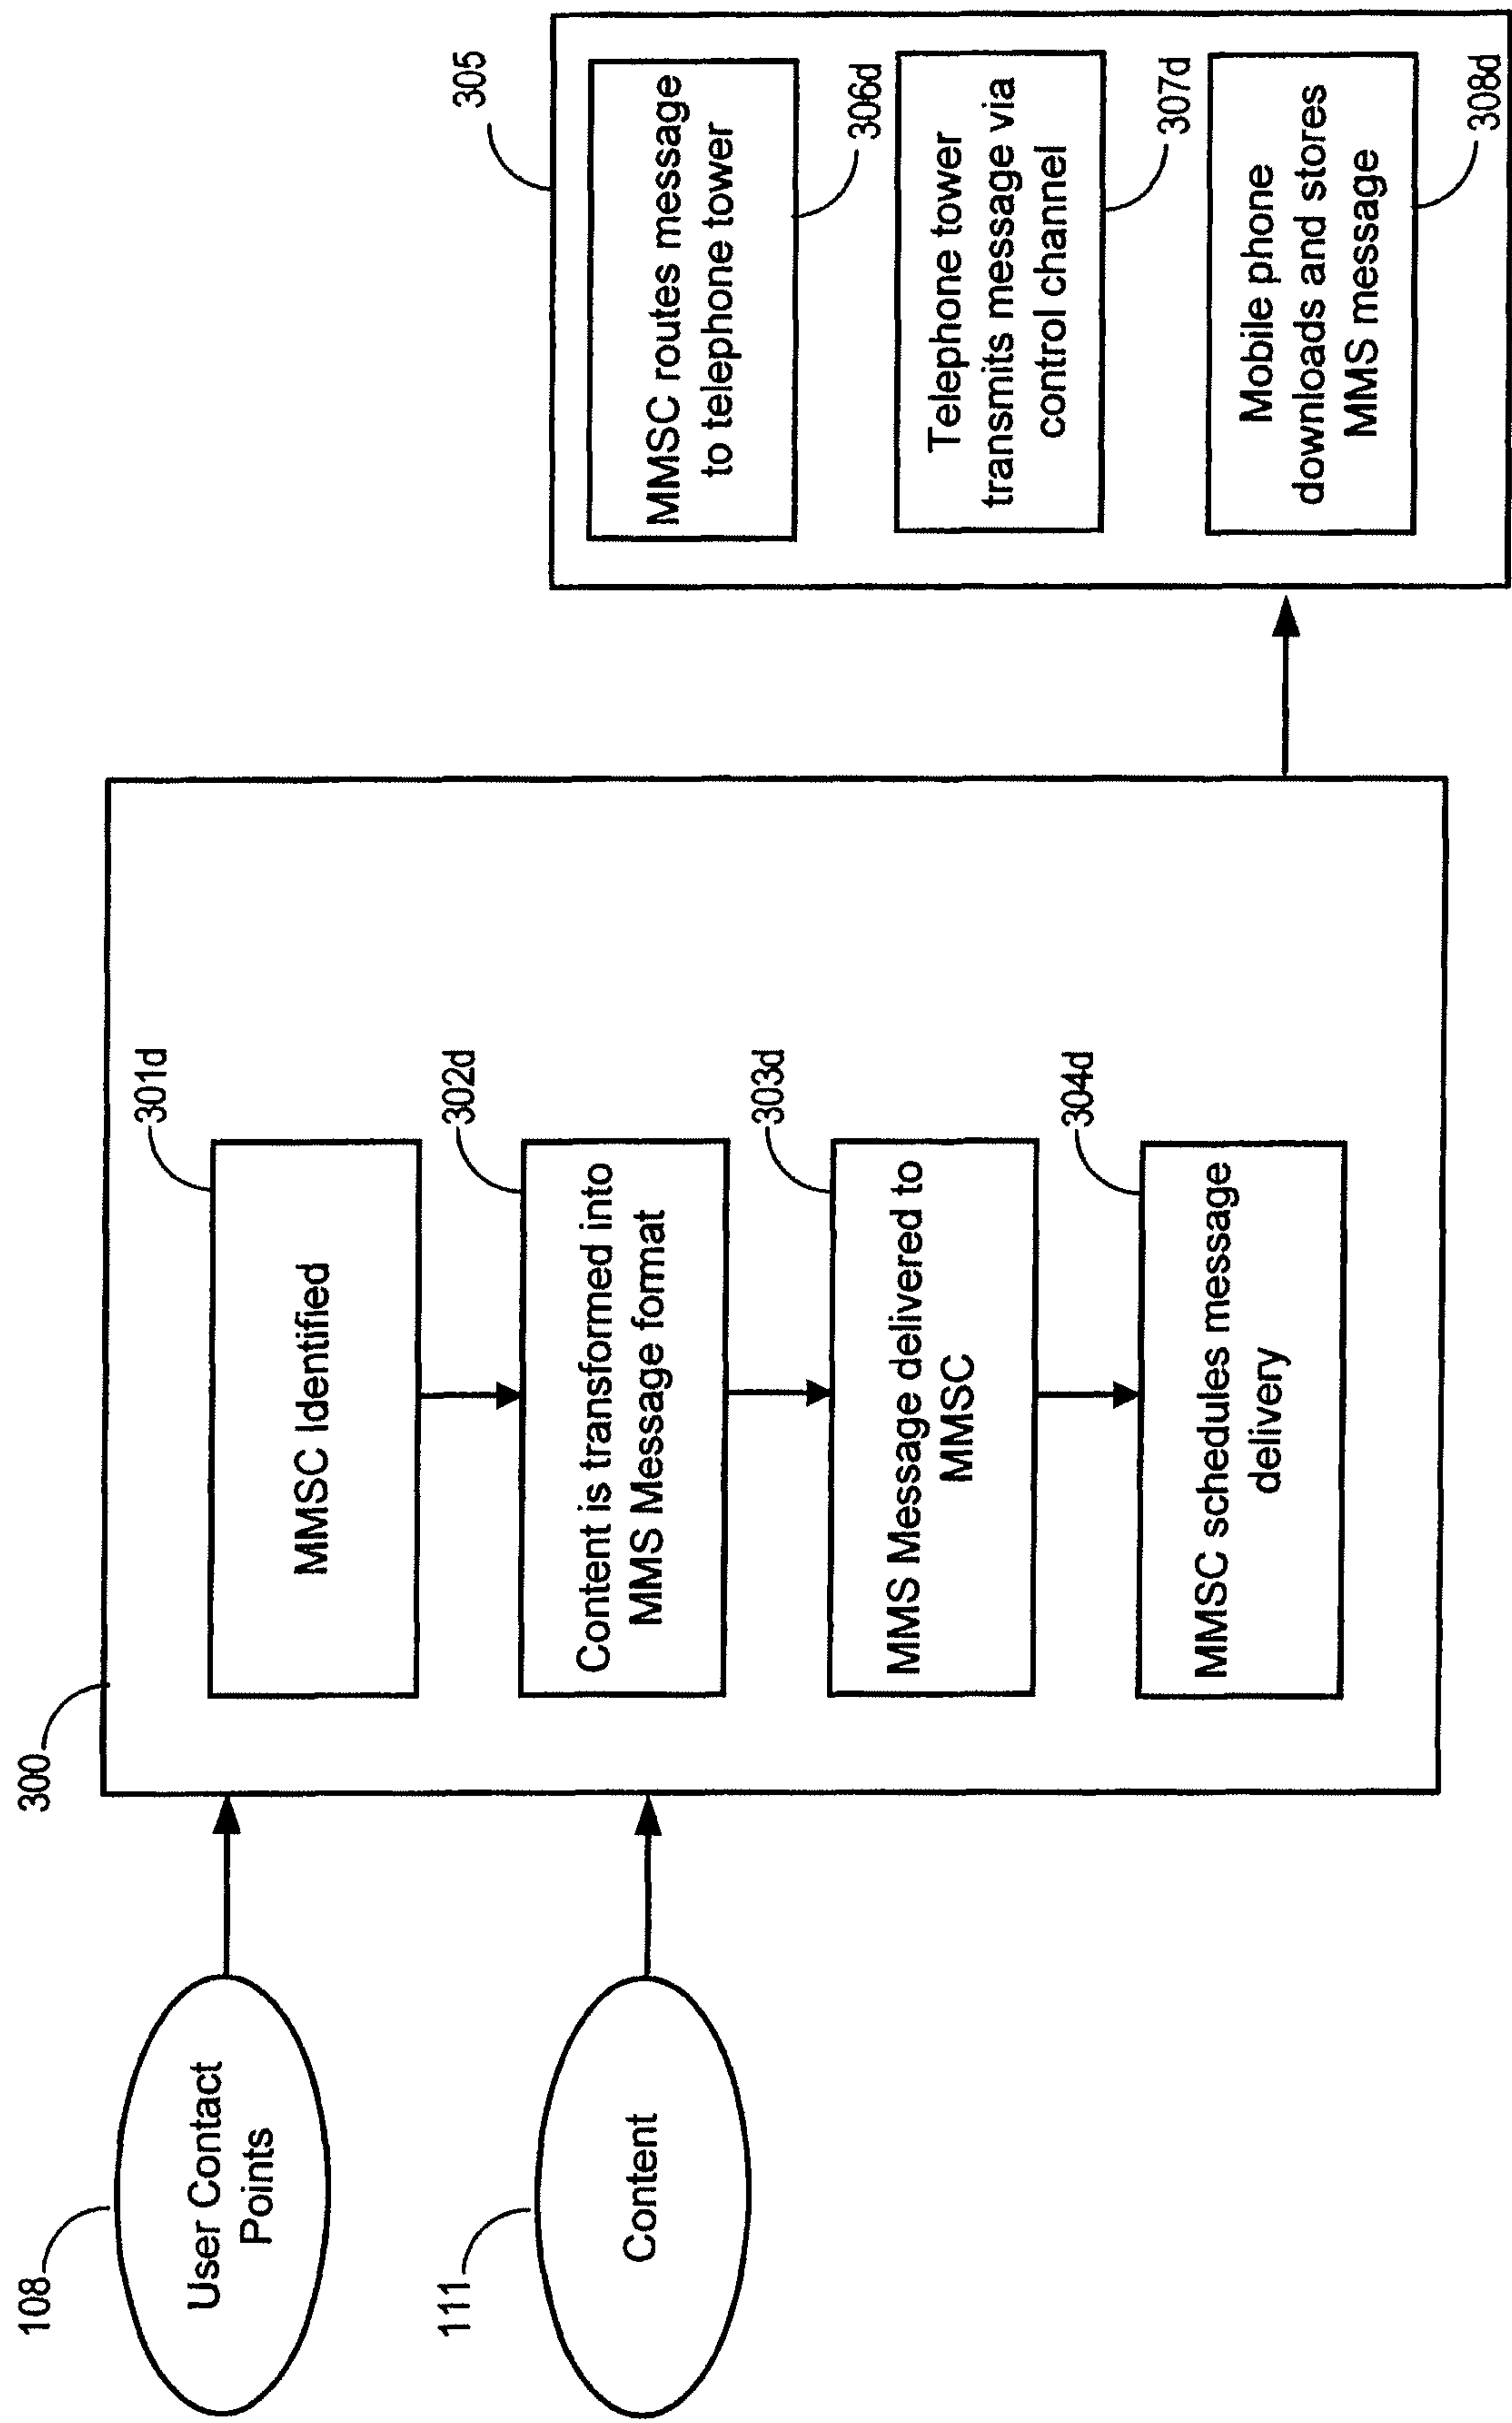 108
User Contact
Points
111
Content
300
301d
MMSC Identified
302d
Content is transformed into
MMS Message format
303d
MMS Message delivered to
MMSC
304d
MMSC schedules message
delivery
305
MMSC routes message
to telephone tower
306d
Telephone tower
transmits message via
control channel
307d
Mobile phone
downloads and stores
MMS message
308d